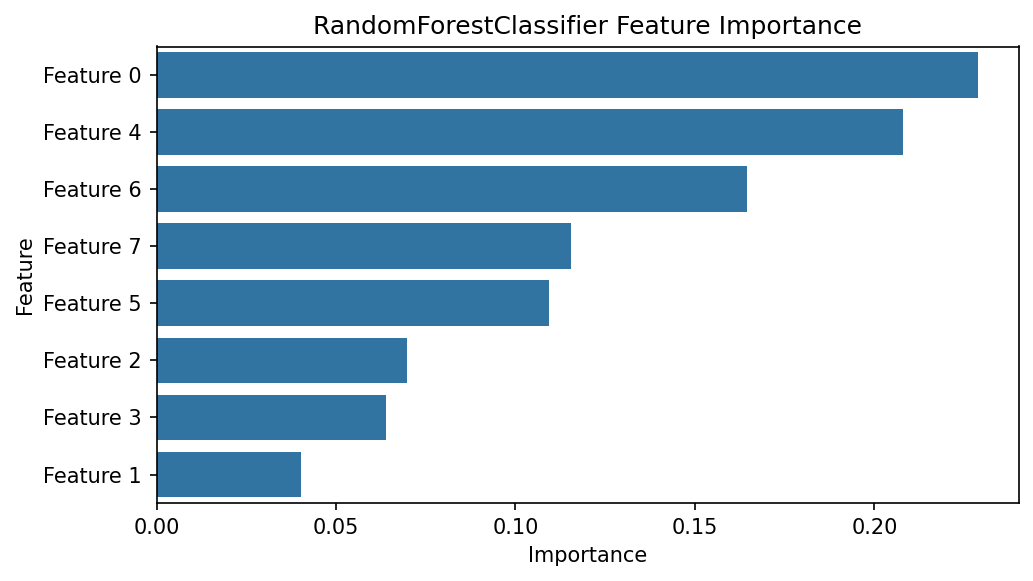 RandomForestClassifier Feature Importance
Feature
Feature 0
Feature 4
Feature 6
Feature 7
Feature 5
Feature 2
Feature 3
Feature 1
0.00 0.05 0.10 0.15 0.20
Importance